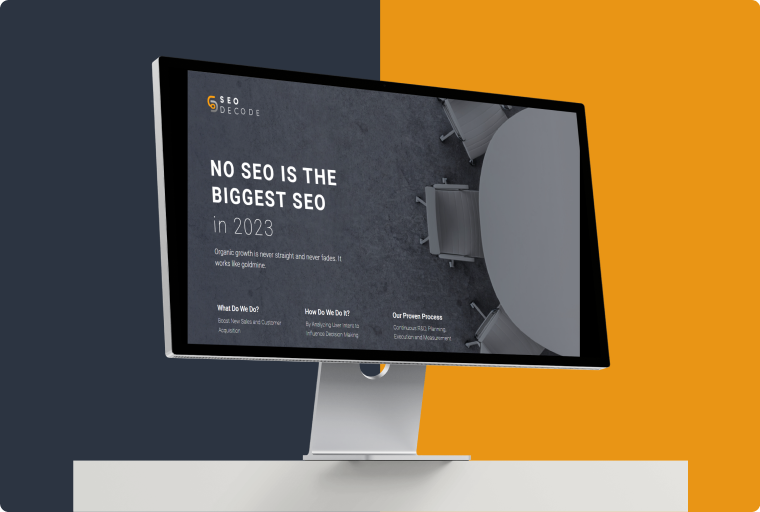 SEO
DECODE
NO SEO IS THE
BIGGEST SEO
in 2023
Organic growth is never straight and never fades. It
works like goldmine.
What Do We Do?
Boost New Sales and Customer
Acquisition
How Do We Do It?
By Analyzing User Intent to
Influence Decision Making
Our Proven Process
Continuous R&D, Planning,
Execution and Measurement